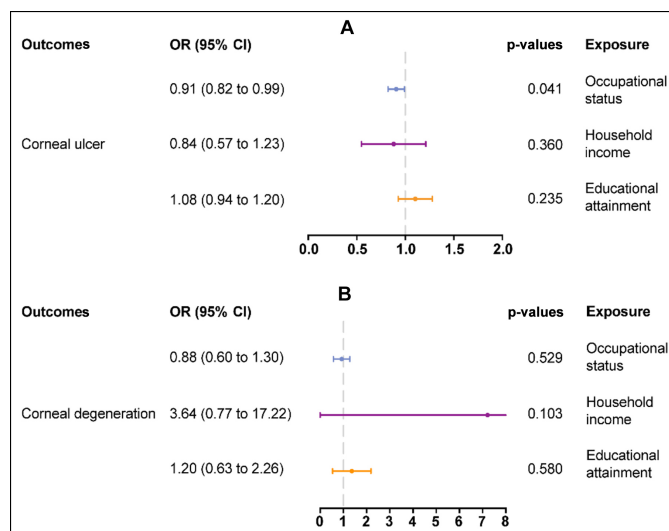 A
Outcomes OR (95% CI) p-values Exposure
0.91 (0.82 to 0.99) 0.041 Occupational
status
Corneal ulcer 0.84 (0.57 to 1.23) 0.360 Household
income
1.08 (0.94 to 1.20) 0.235 Educational
attainment
0.0 0.5 1.0 1.5 2.0
B
Outcomes OR (95% CI) p-values Exposure
0.88 (0.60 to 1.30) 0.529 Occupational
status
Corneal degeneration 3.64 (0.77 to 17.22) 0.103 Household
income
1.20 (0.63 to 2.26) 0.580 Educational
attainment
0 1 2 3 4 5 6 7 8